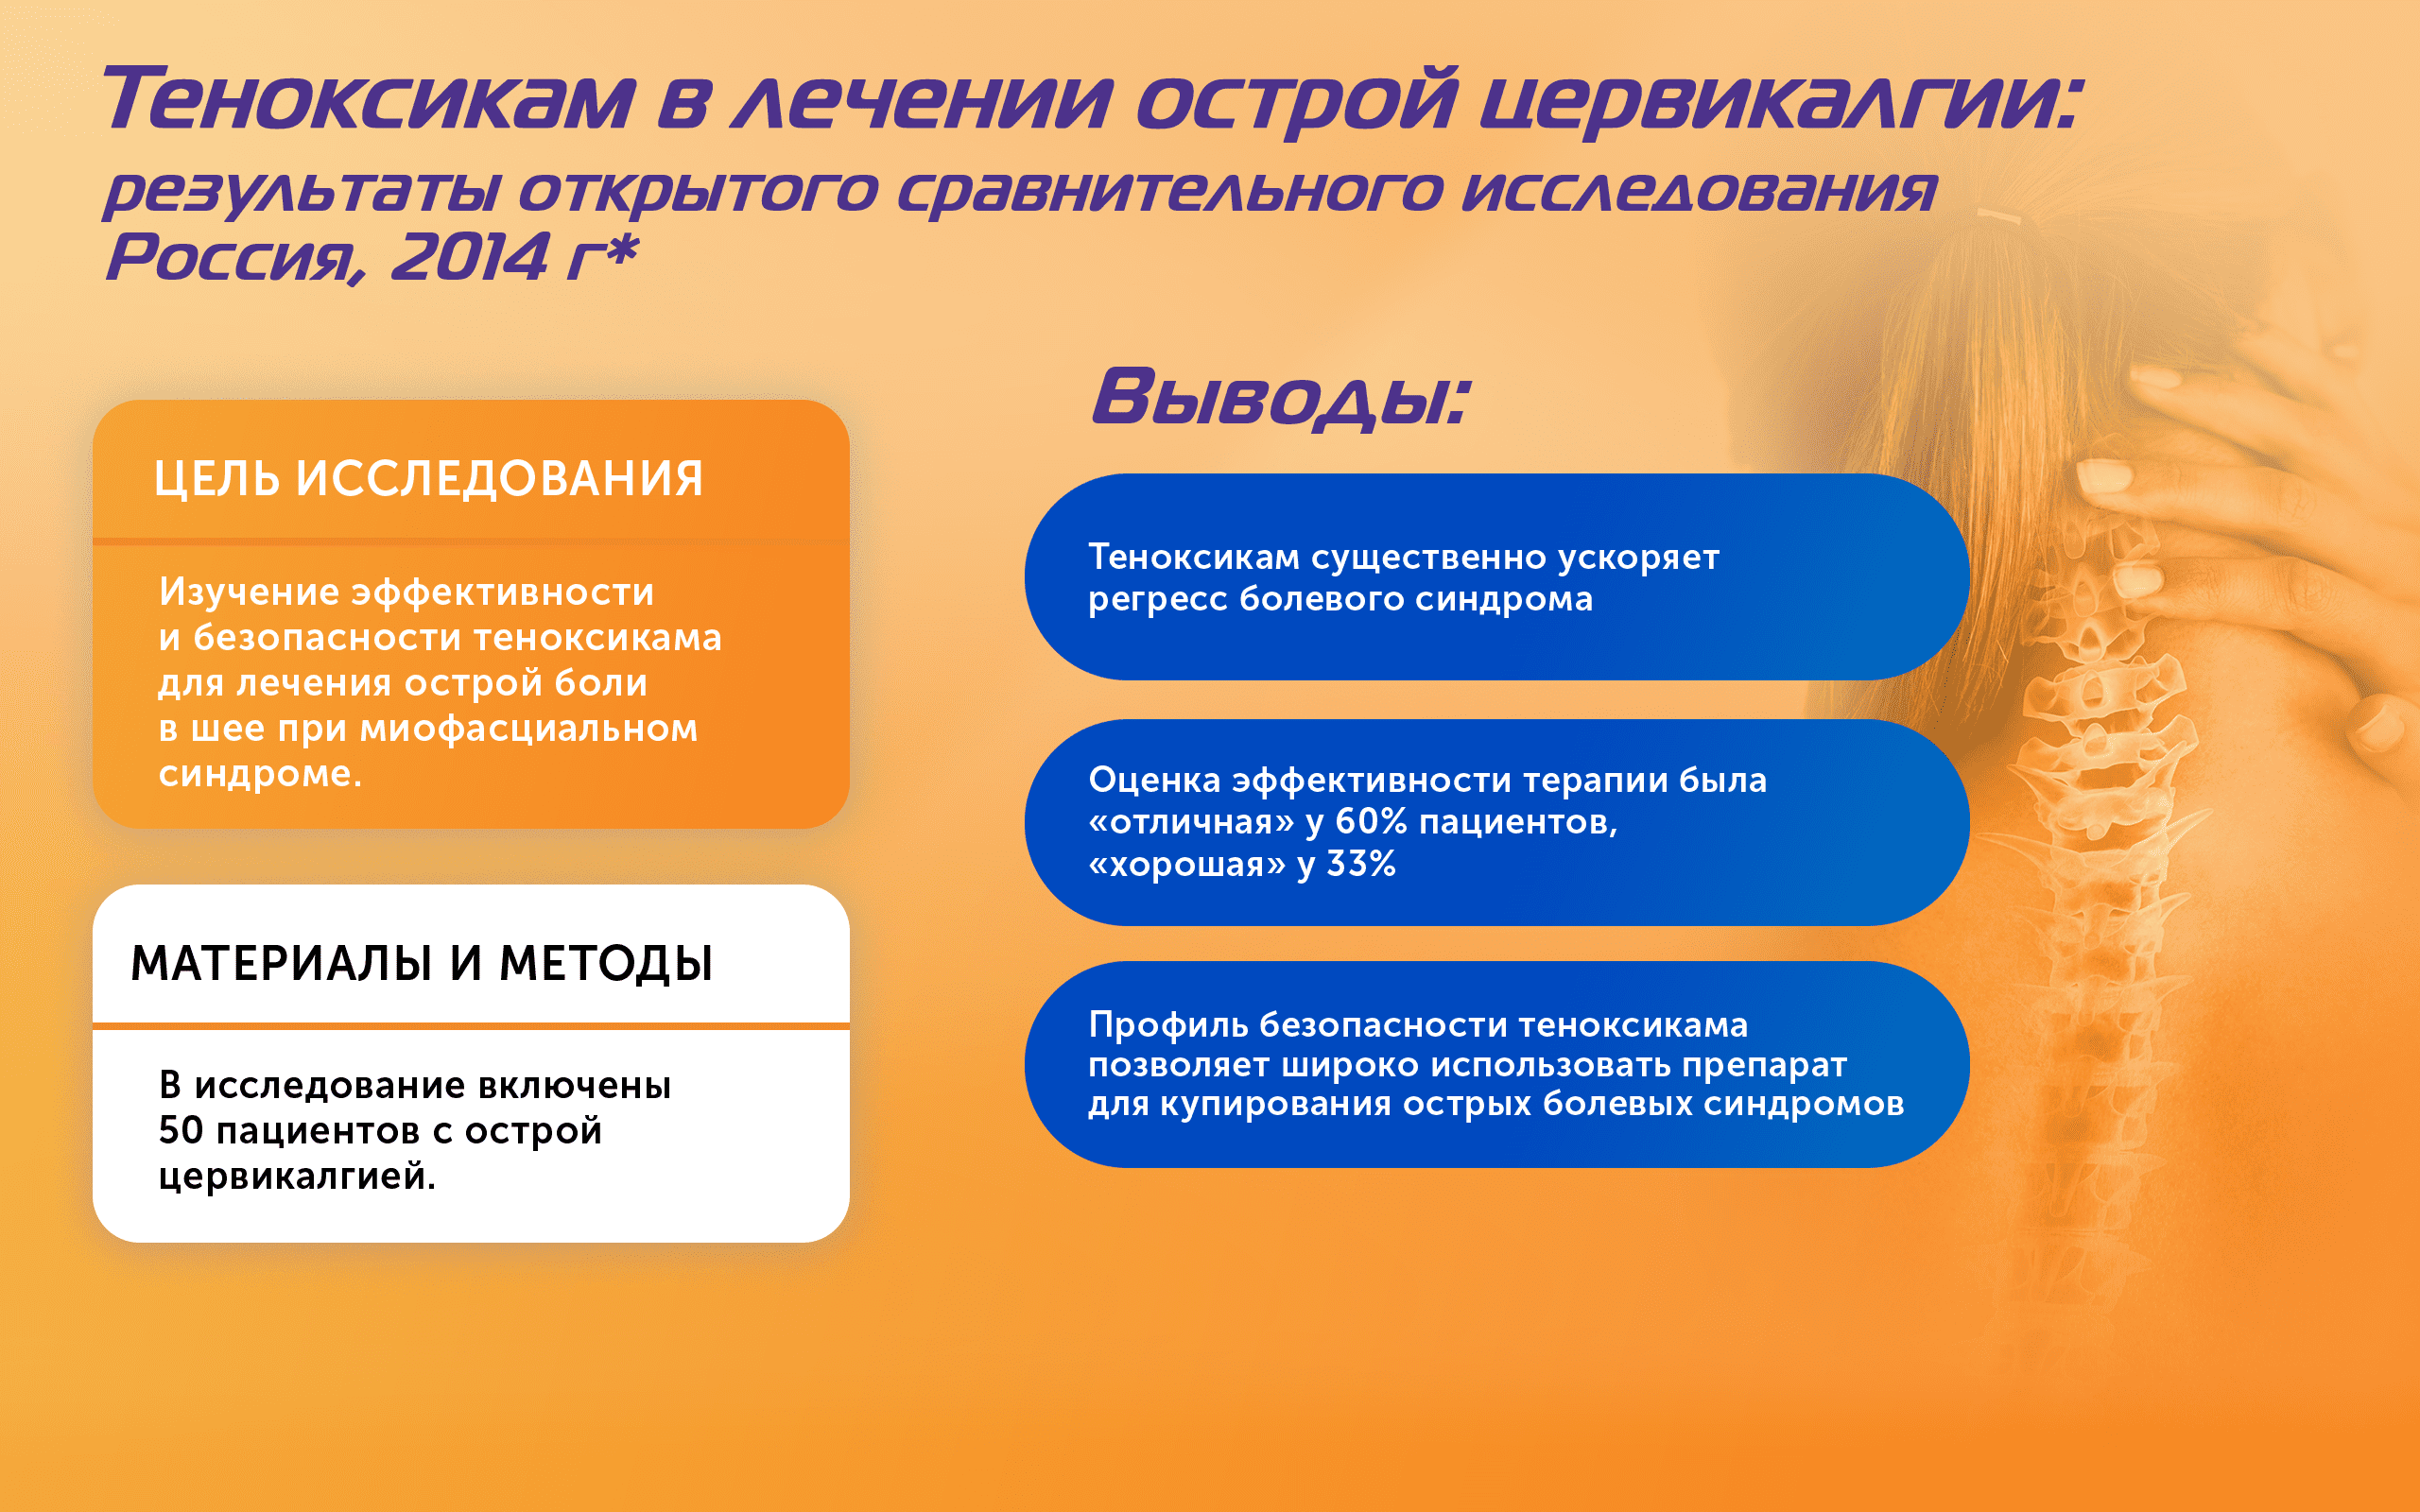 Теноксикам в лечении острой цервикалгии:
результаты открытого сравнительного исследования
Россия, 2014 г*
ЦЕЛЬ ИССЛЕДОВАНИЯ
Изучение эффективности
и безопасности теноксикама
для лечения острой боли
в шее при миофасциальном
синдроме.
МАТЕРИАЛЫ И МЕТОДЫ
В исследование включены
50 пациентов с острой
цервикалгией.
Выводы:
Теноксикам существенно ускоряет
регресс болевого синдрома
Оценка эффективности терапии была
«отличная» у 60% пациентов,
«хорошая» у 33%
Профиль безопасности теноксикама
позволяет широко использовать препарат
для купирования острых болевых синдромов